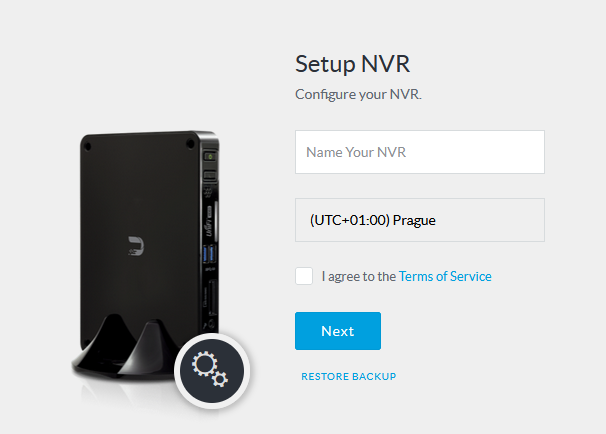 Setup NVR
Configure your NVR.
Name Your NVR
(UTC+01:00) Prague
I agree to the Terms of Service
Next
RESTORE BACKUP